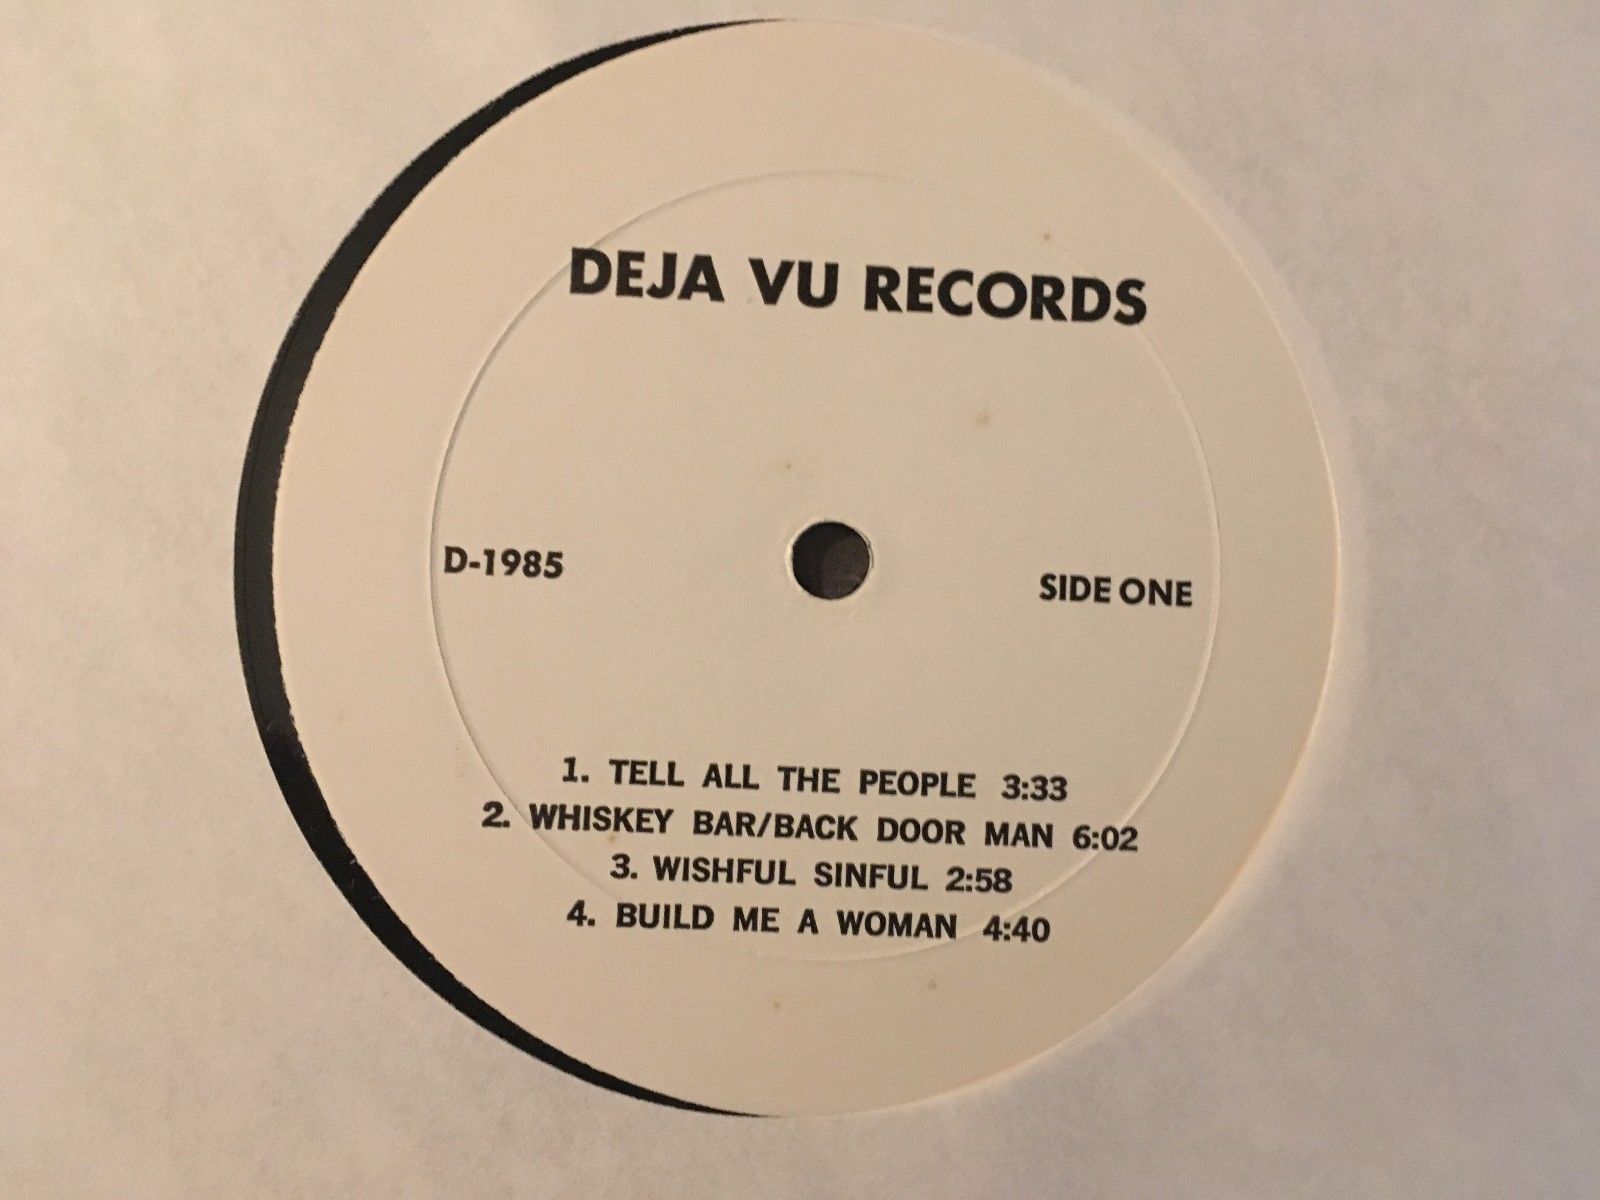 DEJA VU RECORDS
D-1985
SIDE ONE
1. TELL ALL THE PEOPLE 3:33
2. WHISKEY BAR/BACK DOOR MAN 6:02
3. WISHFUL SINFUL 2:58
4. BUILD ME A WOMAN 4:40